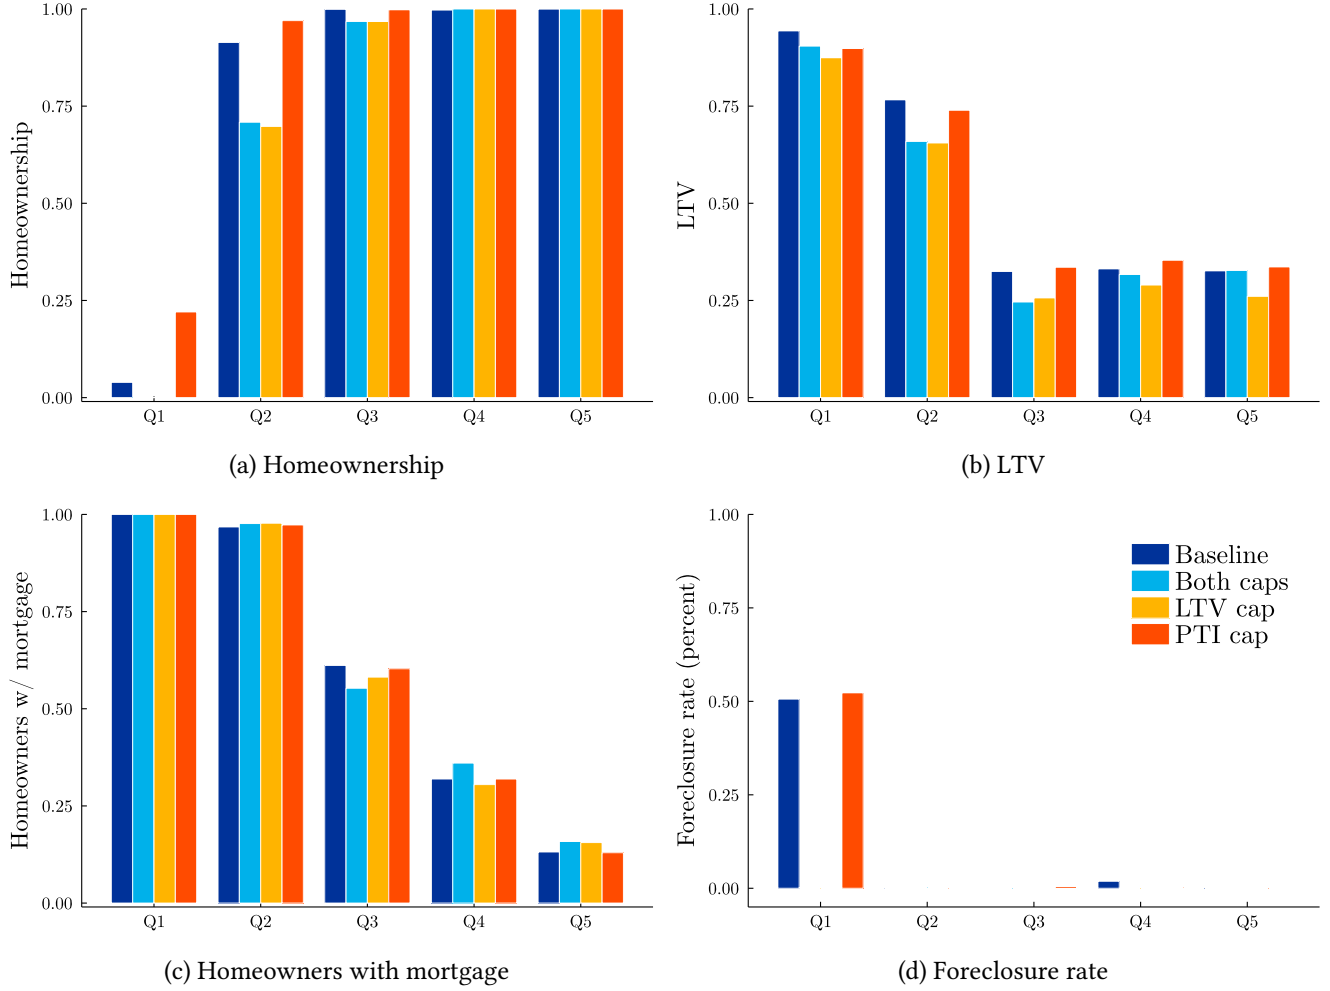 1.00
0.75
0.50
0.25
0.00
Homeownership
Q1 Q2 Q3 Q4 Q5
(a) Homeownership
1.00
0.75
0.50
0.25
0.00
LTV
Q1 Q2 Q3 Q4 Q5
(b) LTV
1.00
0.75
0.50
0.25
0.00
Homeowners w/ mortgage
Q1 Q2 Q3 Q4 Q5
(c) Homeowners with mortgage
1.00
0.75
0.50
0.25
0.00
Foreclosure rate (percent)
Baseline
Both caps
LTV cap
PTI cap
Q1 Q2 Q3 Q4 Q5
(d) Foreclosure rate